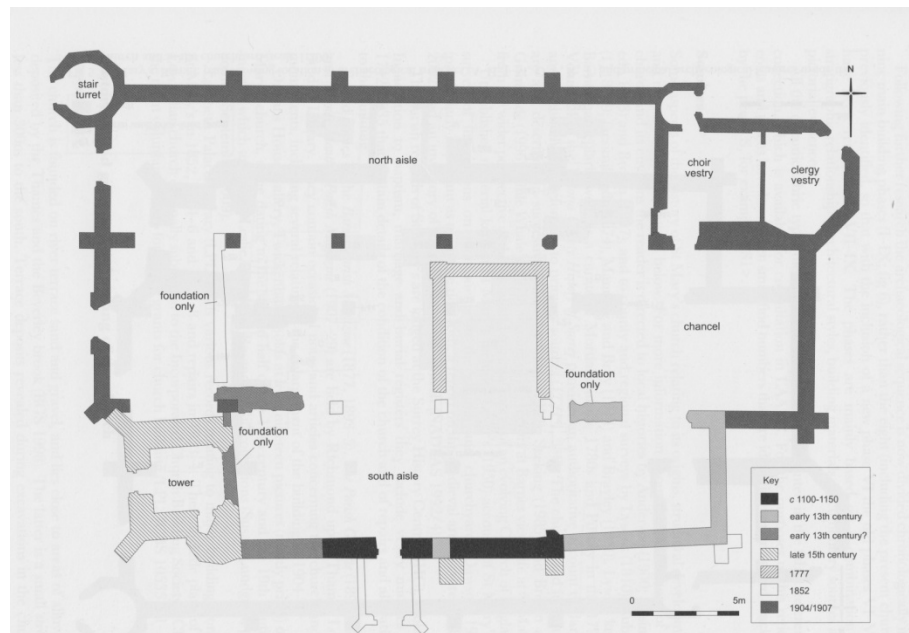 stair
turret
N
north aisle
choir
vestry
clergy
vestry
foundation
only
chancel
foundation
only
foundation
only
tower
south aisle
Key
c 1100-1150
early 13th century
early 13th century?
late 15th century
1777
1852
1904/1907
0
5m